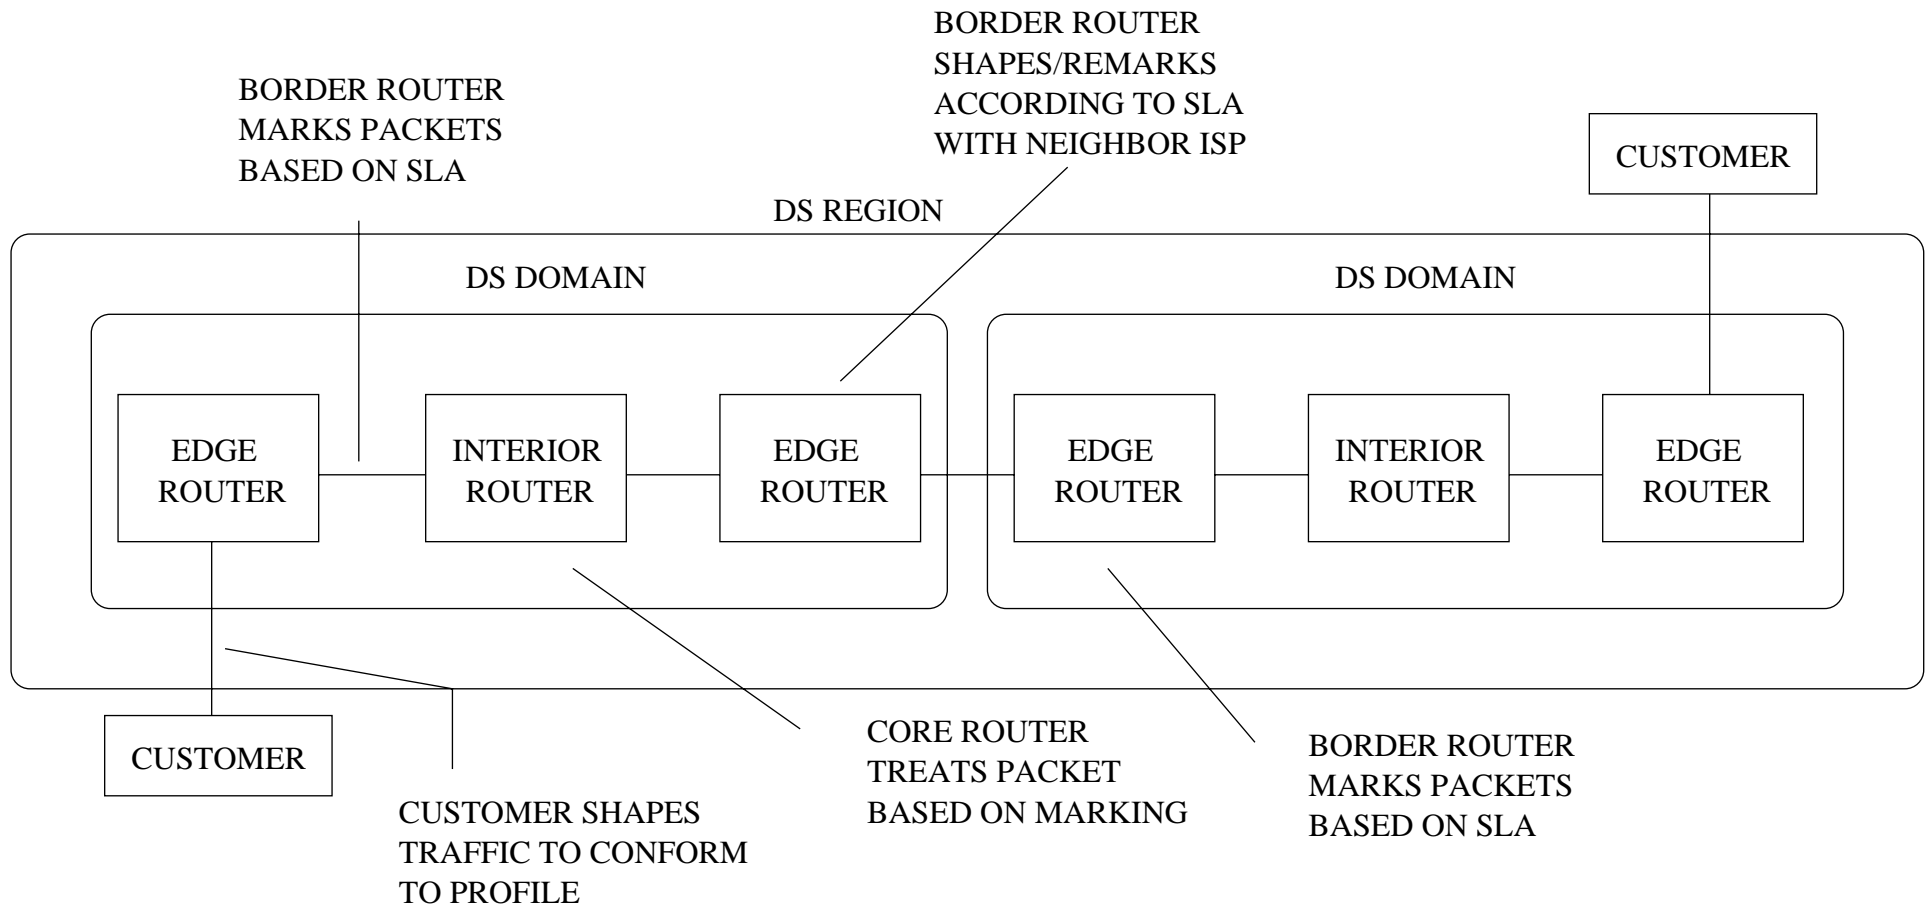 BORDER ROUTER
SHAPES/REMARKS
ACCORDING TO SLA
WITH NEIGHBOR ISP
BORDER ROUTER
MARKS PACKETS
BASED ON SLA
CUSTOMER
DS REGION
DS DOMAIN
DS DOMAIN
EDGE
ROUTER
INTERIOR
ROUTER
EDGE
ROUTER
EDGE
ROUTER
INTERIOR
ROUTER
EDGE
ROUTER
CUSTOMER
CUSTOMER SHAPES
TRAFFIC TO CONFORM
TO PROFILE
CORE ROUTER
TREATS PACKET
BASED ON MARKING
BORDER ROUTER
MARKS PACKETS
BASED ON SLA